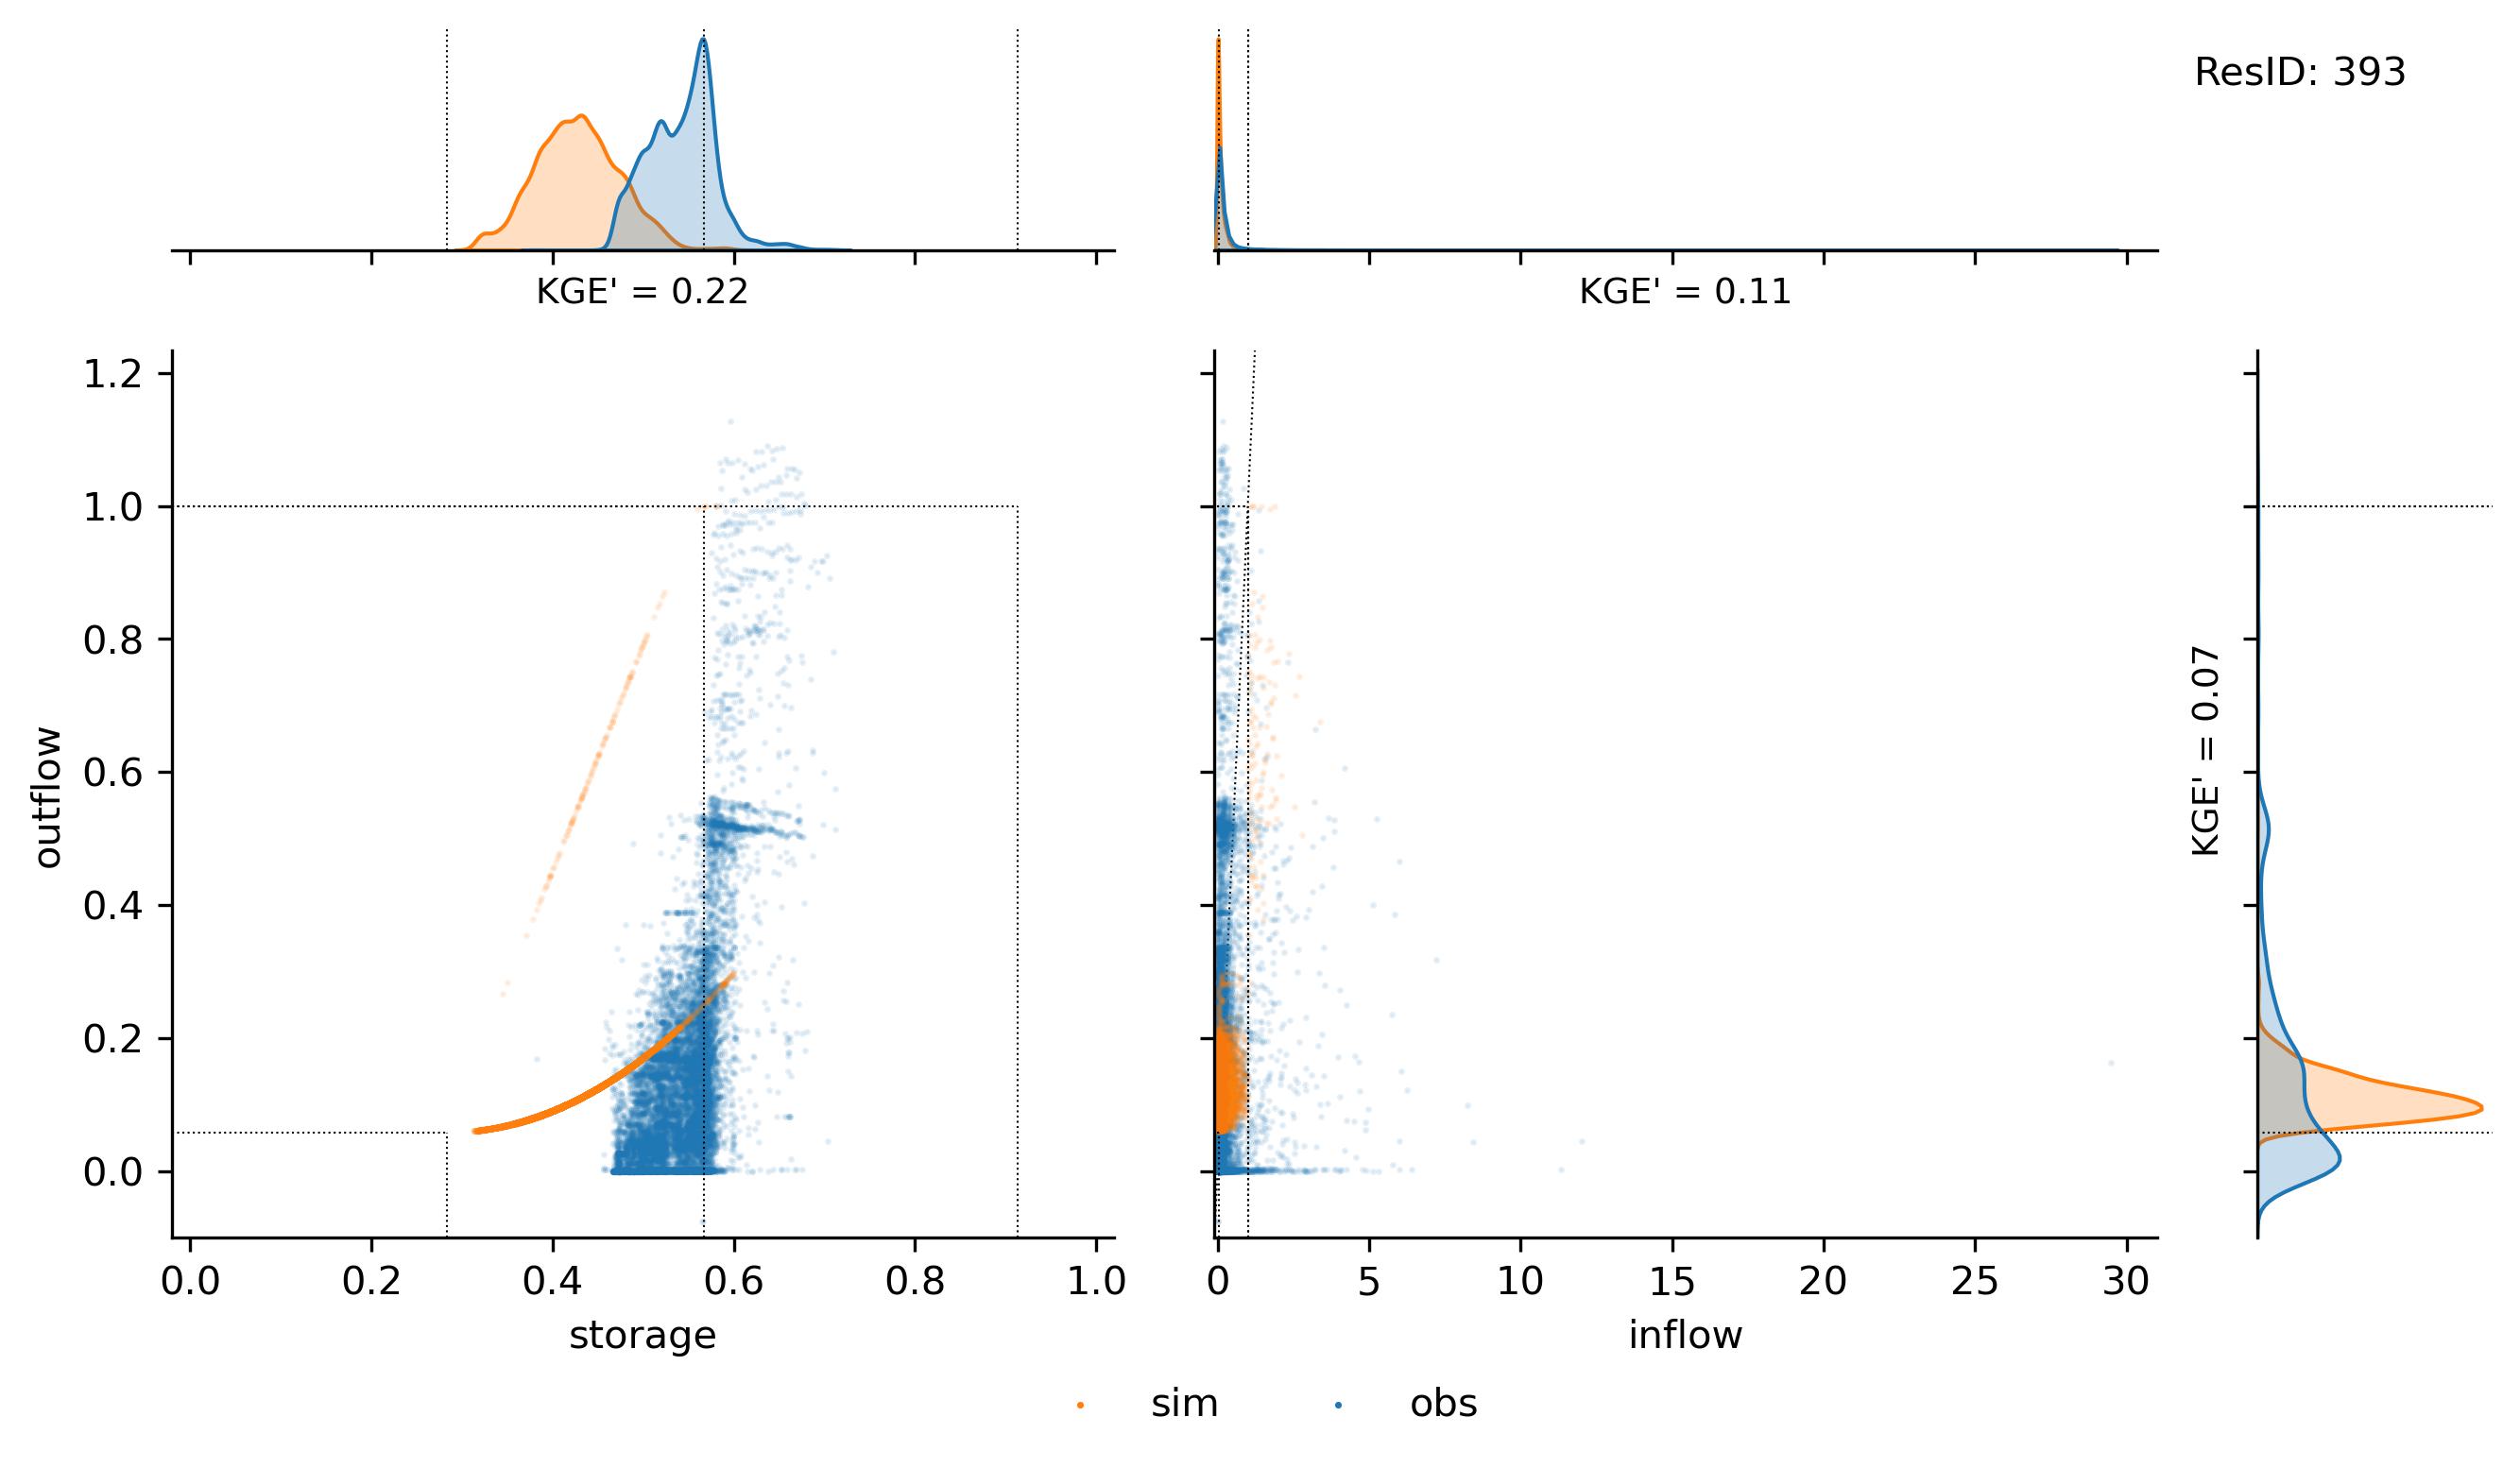 ResID: 393
KGE' = 0.22
KGE' = 0.11
1.2
1.0
0.8
0.6
0.4
0.2
0.0
outflow
KGE' = 0.07
0.0 0.2 0.4 0.6 0.8 1.0
0 5 10 15 20 25 30
storage
inflow
sim obs